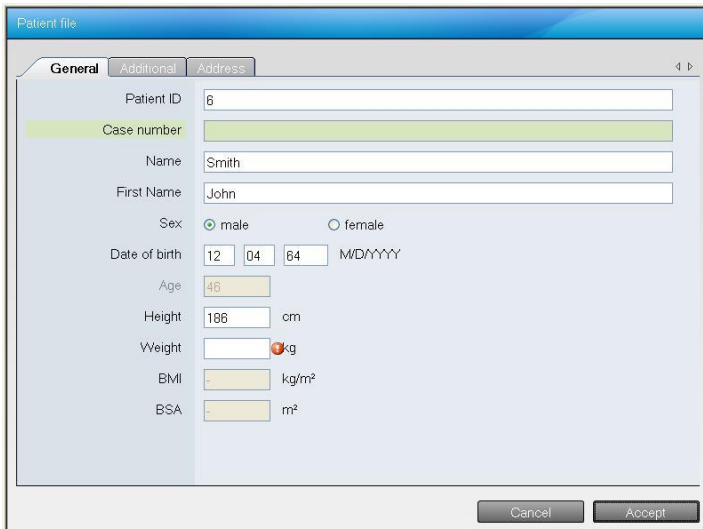 Patient file
General Additional Address
Patient ID 6
Case number
Name Smith
First Name John
Sex male female
Date of birth 12 04 64 M/D/YYYY
Age 46
Height 186 cm
Weight kg
BMI - kg/m²
BSA - m²
Cancel Accept